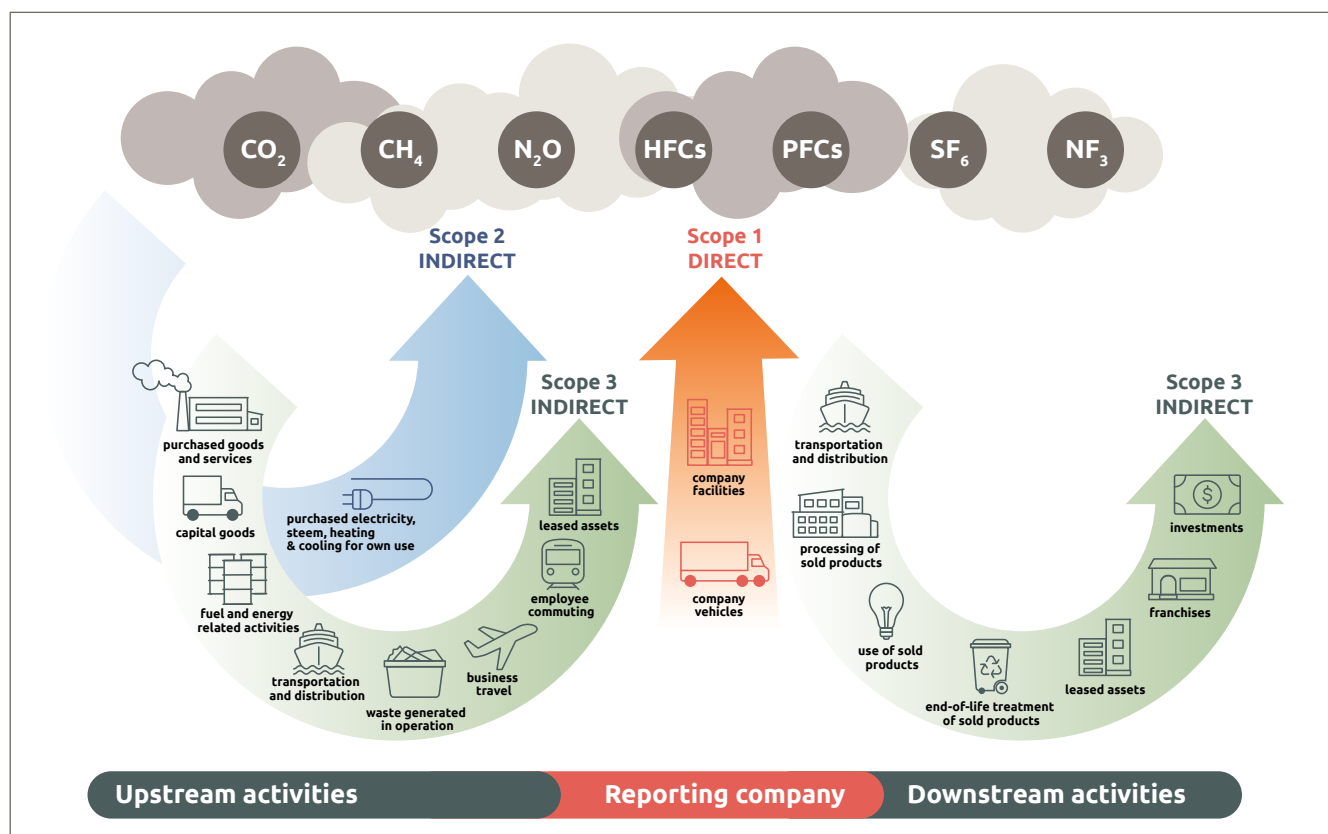 CO₂
CH₄
N₂O
HFCs
PFCs
SF₆
NF₃
Scope 2
INDIRECT
Scope 1
DIRECT
Scope 3
INDIRECT
Scope 3
INDIRECT
purchased goods
and services
capital goods
fuel and energy
related activities
transportation
and distribution
waste generated
in operation
business
travel
employee
commuting
leased assets
purchased electricity,
steem, heating
& cooling for own use
company
facilities
company
vehicles
transportation
and distribution
processing of
sold products
use of sold
products
end-of-life treatment
of sold products
leased assets
franchises
investments
$
Upstream activities
Reporting company
Downstream activities